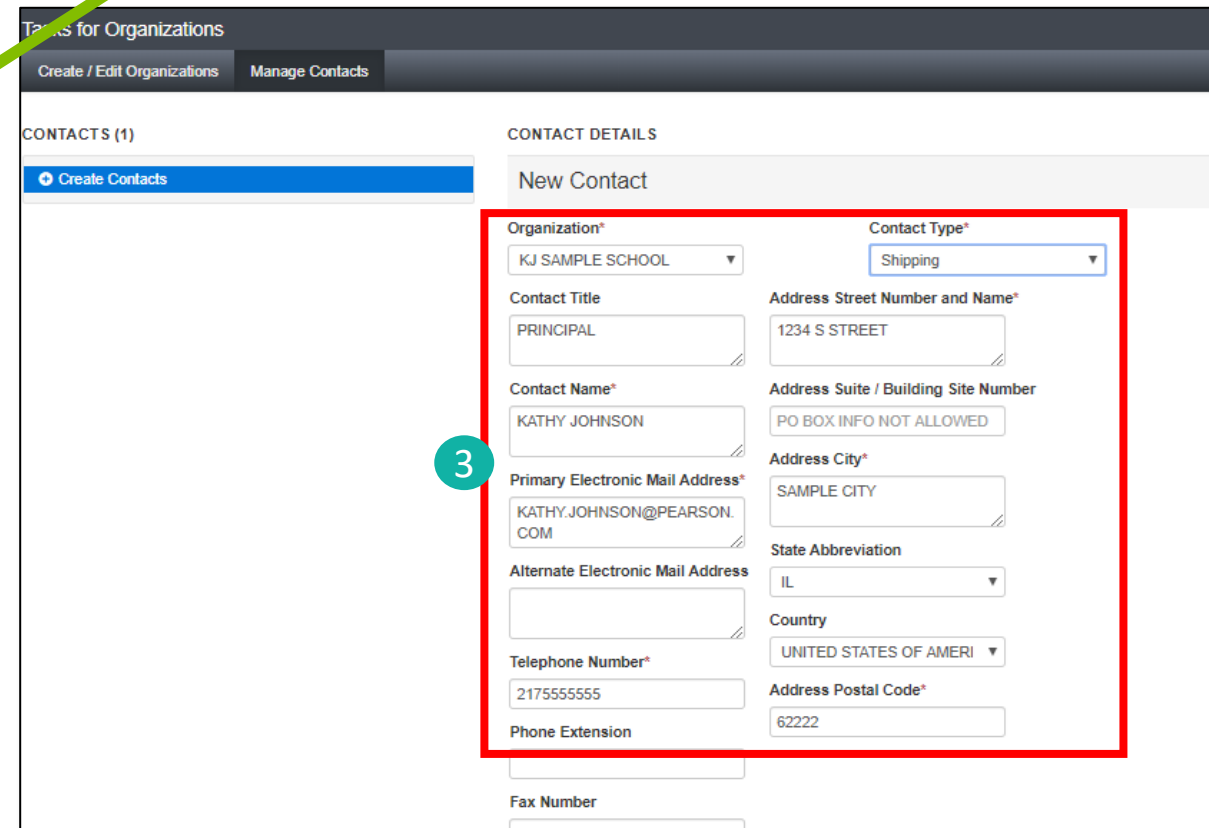 Tasks for Organizations
Create / Edit Organizations Manage Contacts
CONTACTS (1)
Create Contacts
CONTACT DETAILS
New Contact
3
Organization*
KJ SAMPLE SCHOOL
Contact Type*
Shipping
Contact Title
PRINCIPAL
Contact Name*
KATHY JOHNSON
Primary Electronic Mail Address*
KATHY.JOHNSON@PEARSON.
COM
Alternate Electronic Mail Address
Telephone Number*
2175555555
Phone Extension
Fax Number
Address Street Number and Name*
1234 S STREET
Address Suite / Building Site Number
PO BOX INFO NOT ALLOWED
Address City*
SAMPLE CITY
State Abbreviation
IL
Country
UNITED STATES OF AMERI
Address Postal Code*
62222